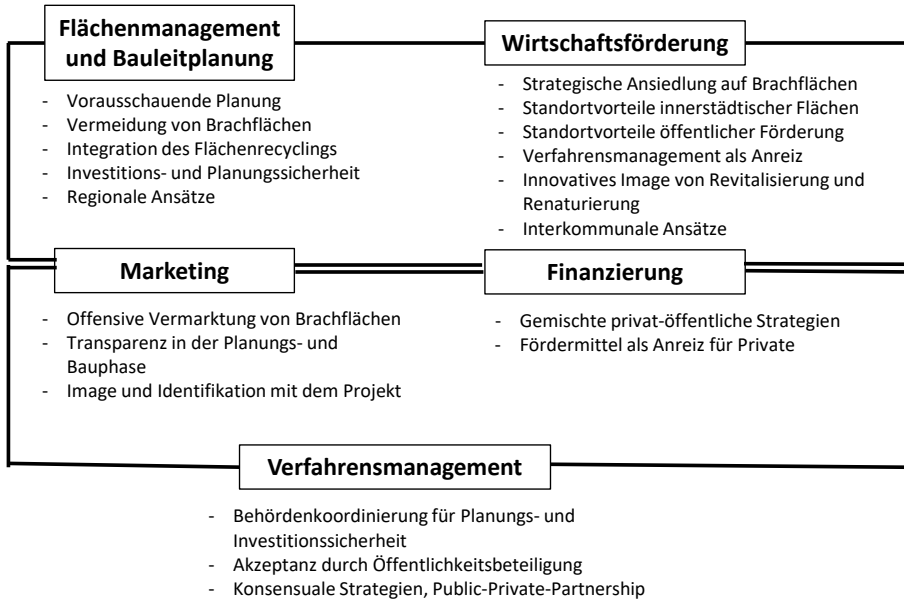 Flächenmanagement
und Bauleitplanung
- Vorausschauende Planung
- Vermeidung von Brachflächen
- Integration des Flächenrecyclings
- Investitions- und Planungssicherheit
- Regionale Ansätze
Wirtschaftsförderung
- Strategische Ansiedlung auf Brachflächen
- Standortvorteile innerstädtischer Flächen
- Standortvorteile öffentlicher Förderung
- Verfahrensmanagement als Anreiz
- Innovatives Image von Revitalisierung und
Renaturierung
- Interkommunale Ansätze
Marketing
- Offensive Vermarktung von Brachflächen
- Transparenz in der Planungs- und
Bauphase
- Image und Identifikation mit dem Projekt
Finanzierung
- Gemischte privat-öffentliche Strategien
- Fördermittel als Anreiz für Private
Verfahrensmanagement
- Behördenkoordinierung für Planungs- und
Investitionssicherheit
- Akzeptanz durch Öffentlichkeitsbeteiligung
- Konsensuale Strategien, Public-Private-Partnership